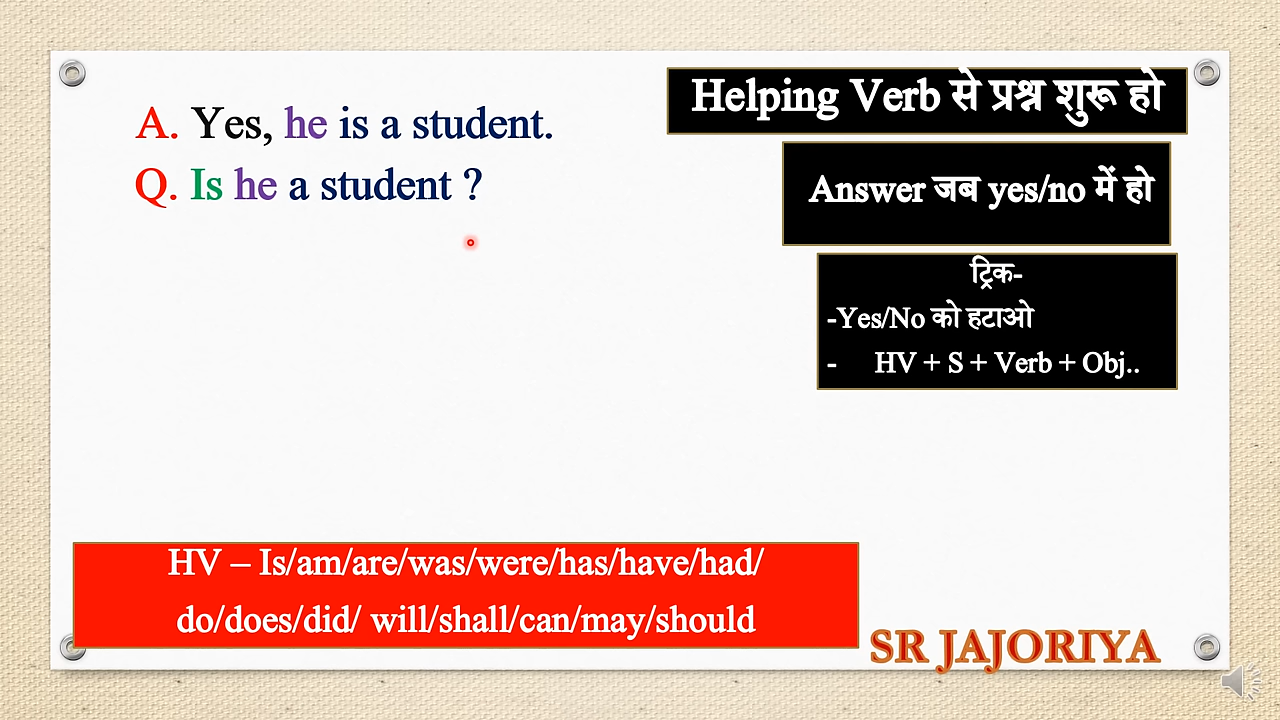 A. Yes, he is a student.
Q. Is he a student ?
Helping Verb से प्रश्न शुरू हो
Answer जब yes/no में हो
ट्रिक-
-Yes/No को हटाओ
- HV + S + Verb + Obj..
HV – Is/am/are/was/were/has/have/had/
do/does/did/ will/shall/can/may/should
SR JAJORIYA